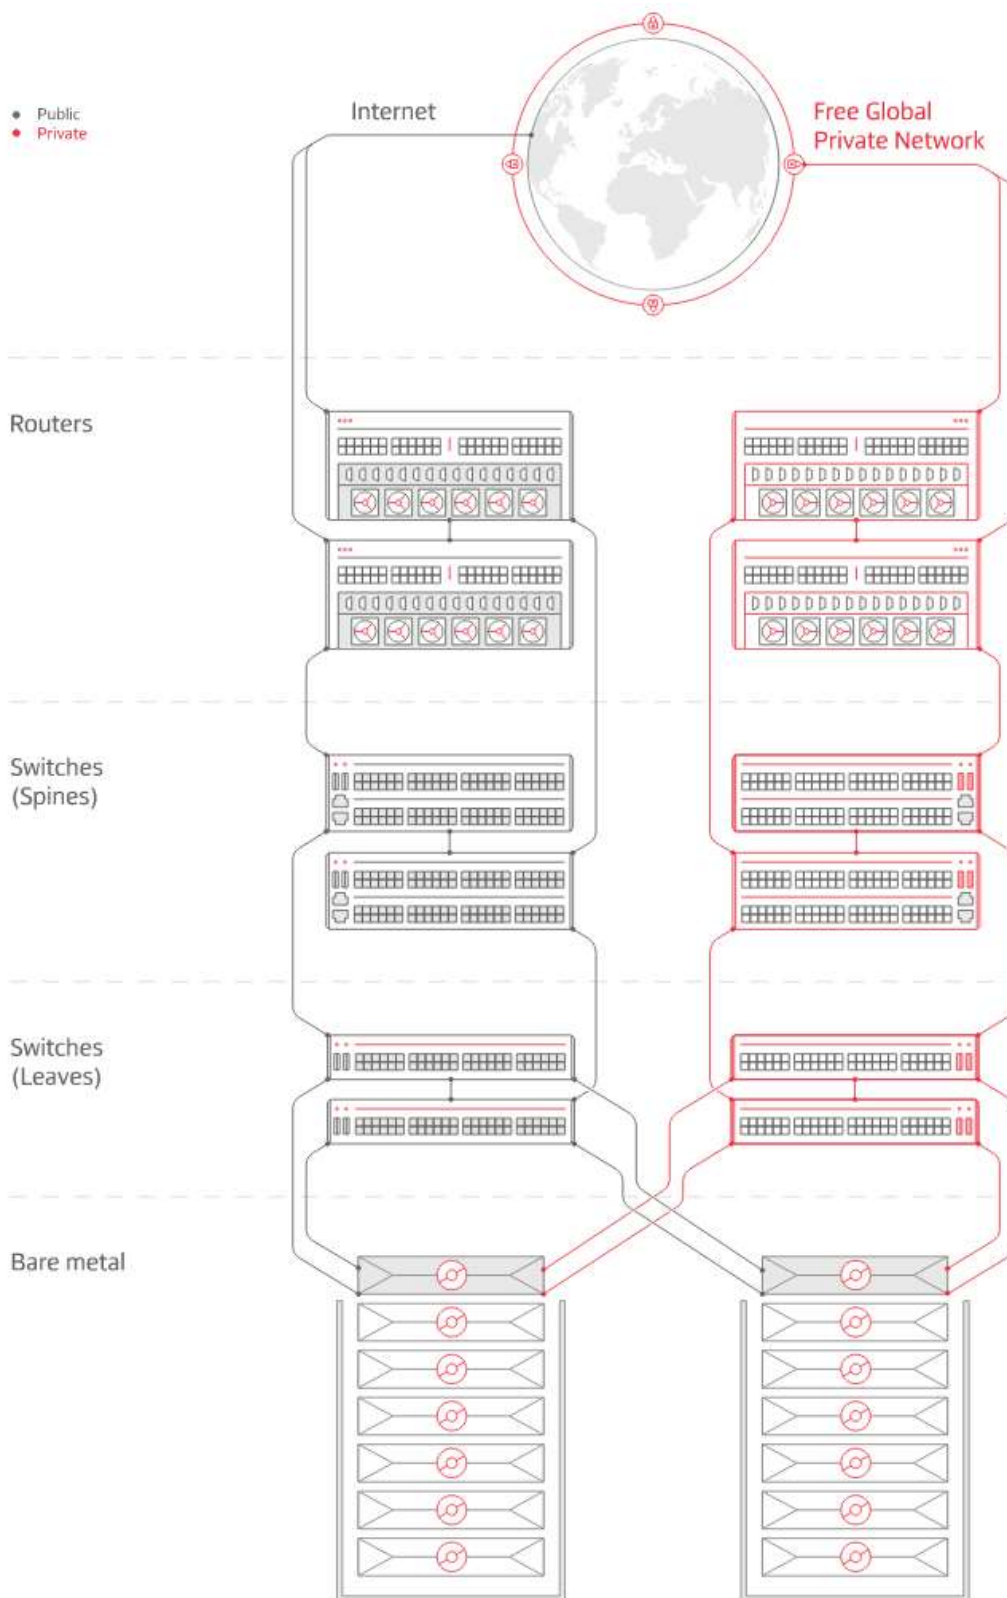 Public
Private
Internet
Free Global
Private Network
Routers
Switches
(Spines)
Switches
(Leaves)
Bare metal